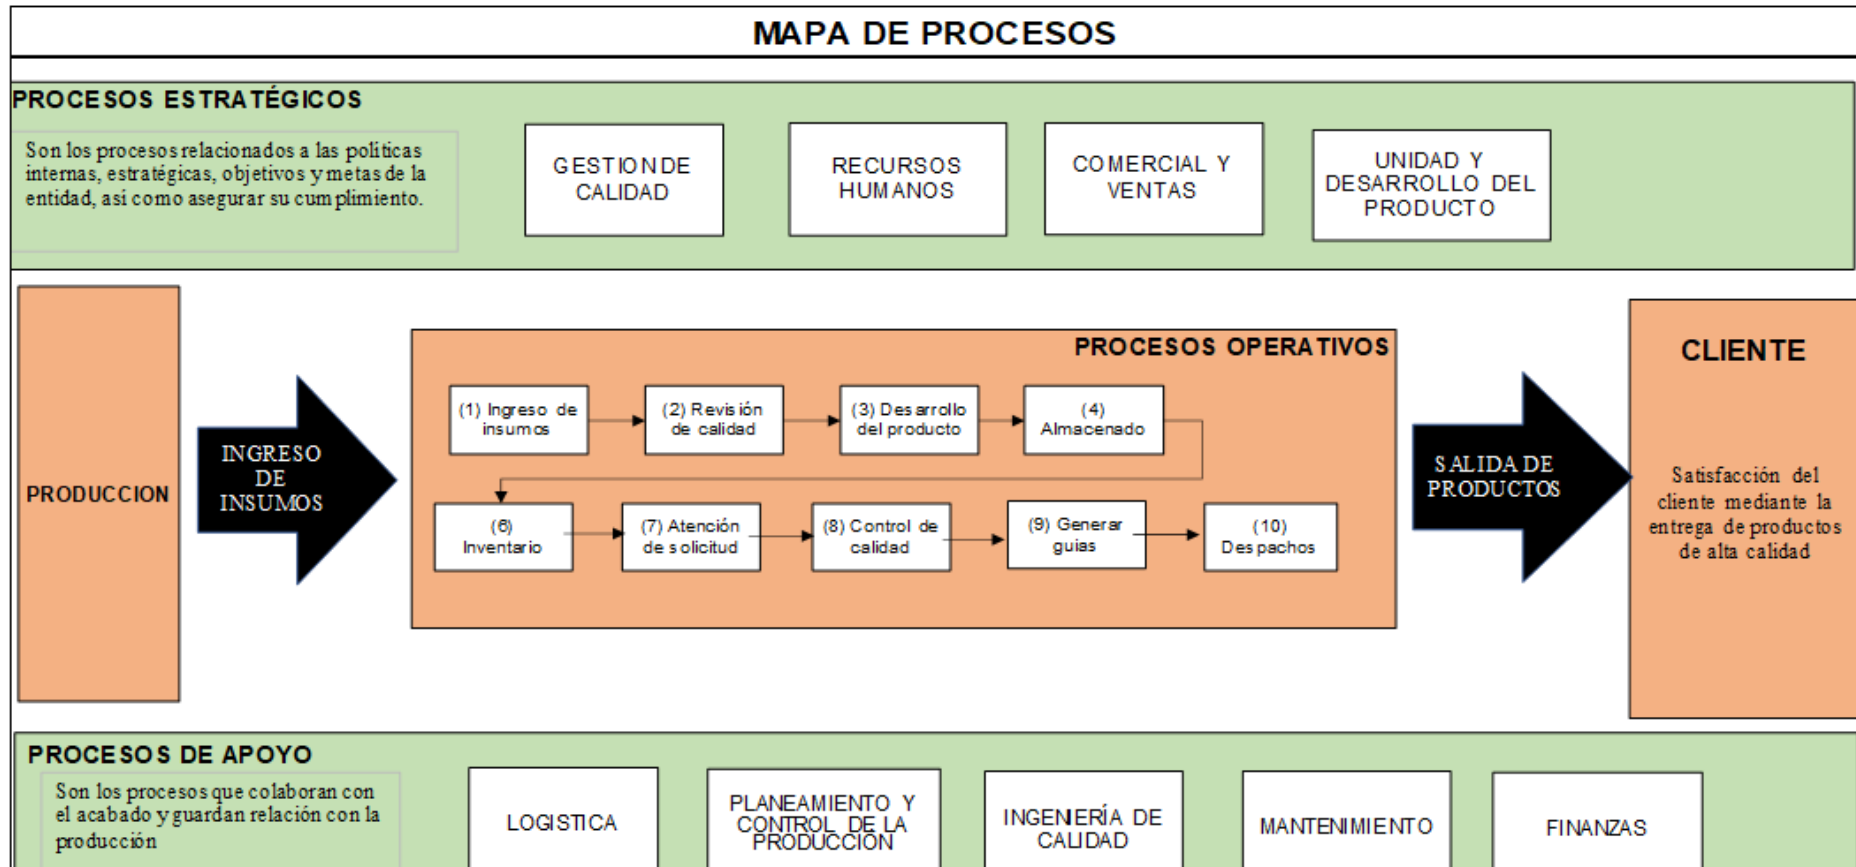 MAPA DE PROCESOS
PROCESOS ESTRATÉGICOS
Son los procesos relacionados a las politicas
internas, estratégicas, objetivos y metas de la
entidad, asi como asegurar su cumplimiento.
GESTION DE
CALIDAD
RECURSOS
HUMANOS
COMERCIAL Y
VENTAS
UNIDAD Y
DESARROLLO DEL
PRODUCTO
PRODUCCION
INGRESO
DE
INSUMOS
PROCESOS OPERATIVOS
(1) Ingreso de
insumos
(2) Revisión
de calidad
(3) Desarrollo
del producto
(4)
Almacenado
(6)
Inventario
(7) Atención
de solicitud
(8) Control de
calidad
(9) Generar
guias
(10)
Despachos
SALIDA DE
PRODUCTOS
CLIENTE
Satisfacción del
cliente mediante la
entrega de productos
de alta calidad
PROCESOS DE APOYO
Son los procesos que colaboran con
el acabado y guardan relación con la
producción
LOGISTICA
PLANEAMIENTO Y
CONTROL DE LA
PRODUCCIÓN
INGENIERÍA DE
CALIDAD
MANTENIMIENTO
FINANZAS